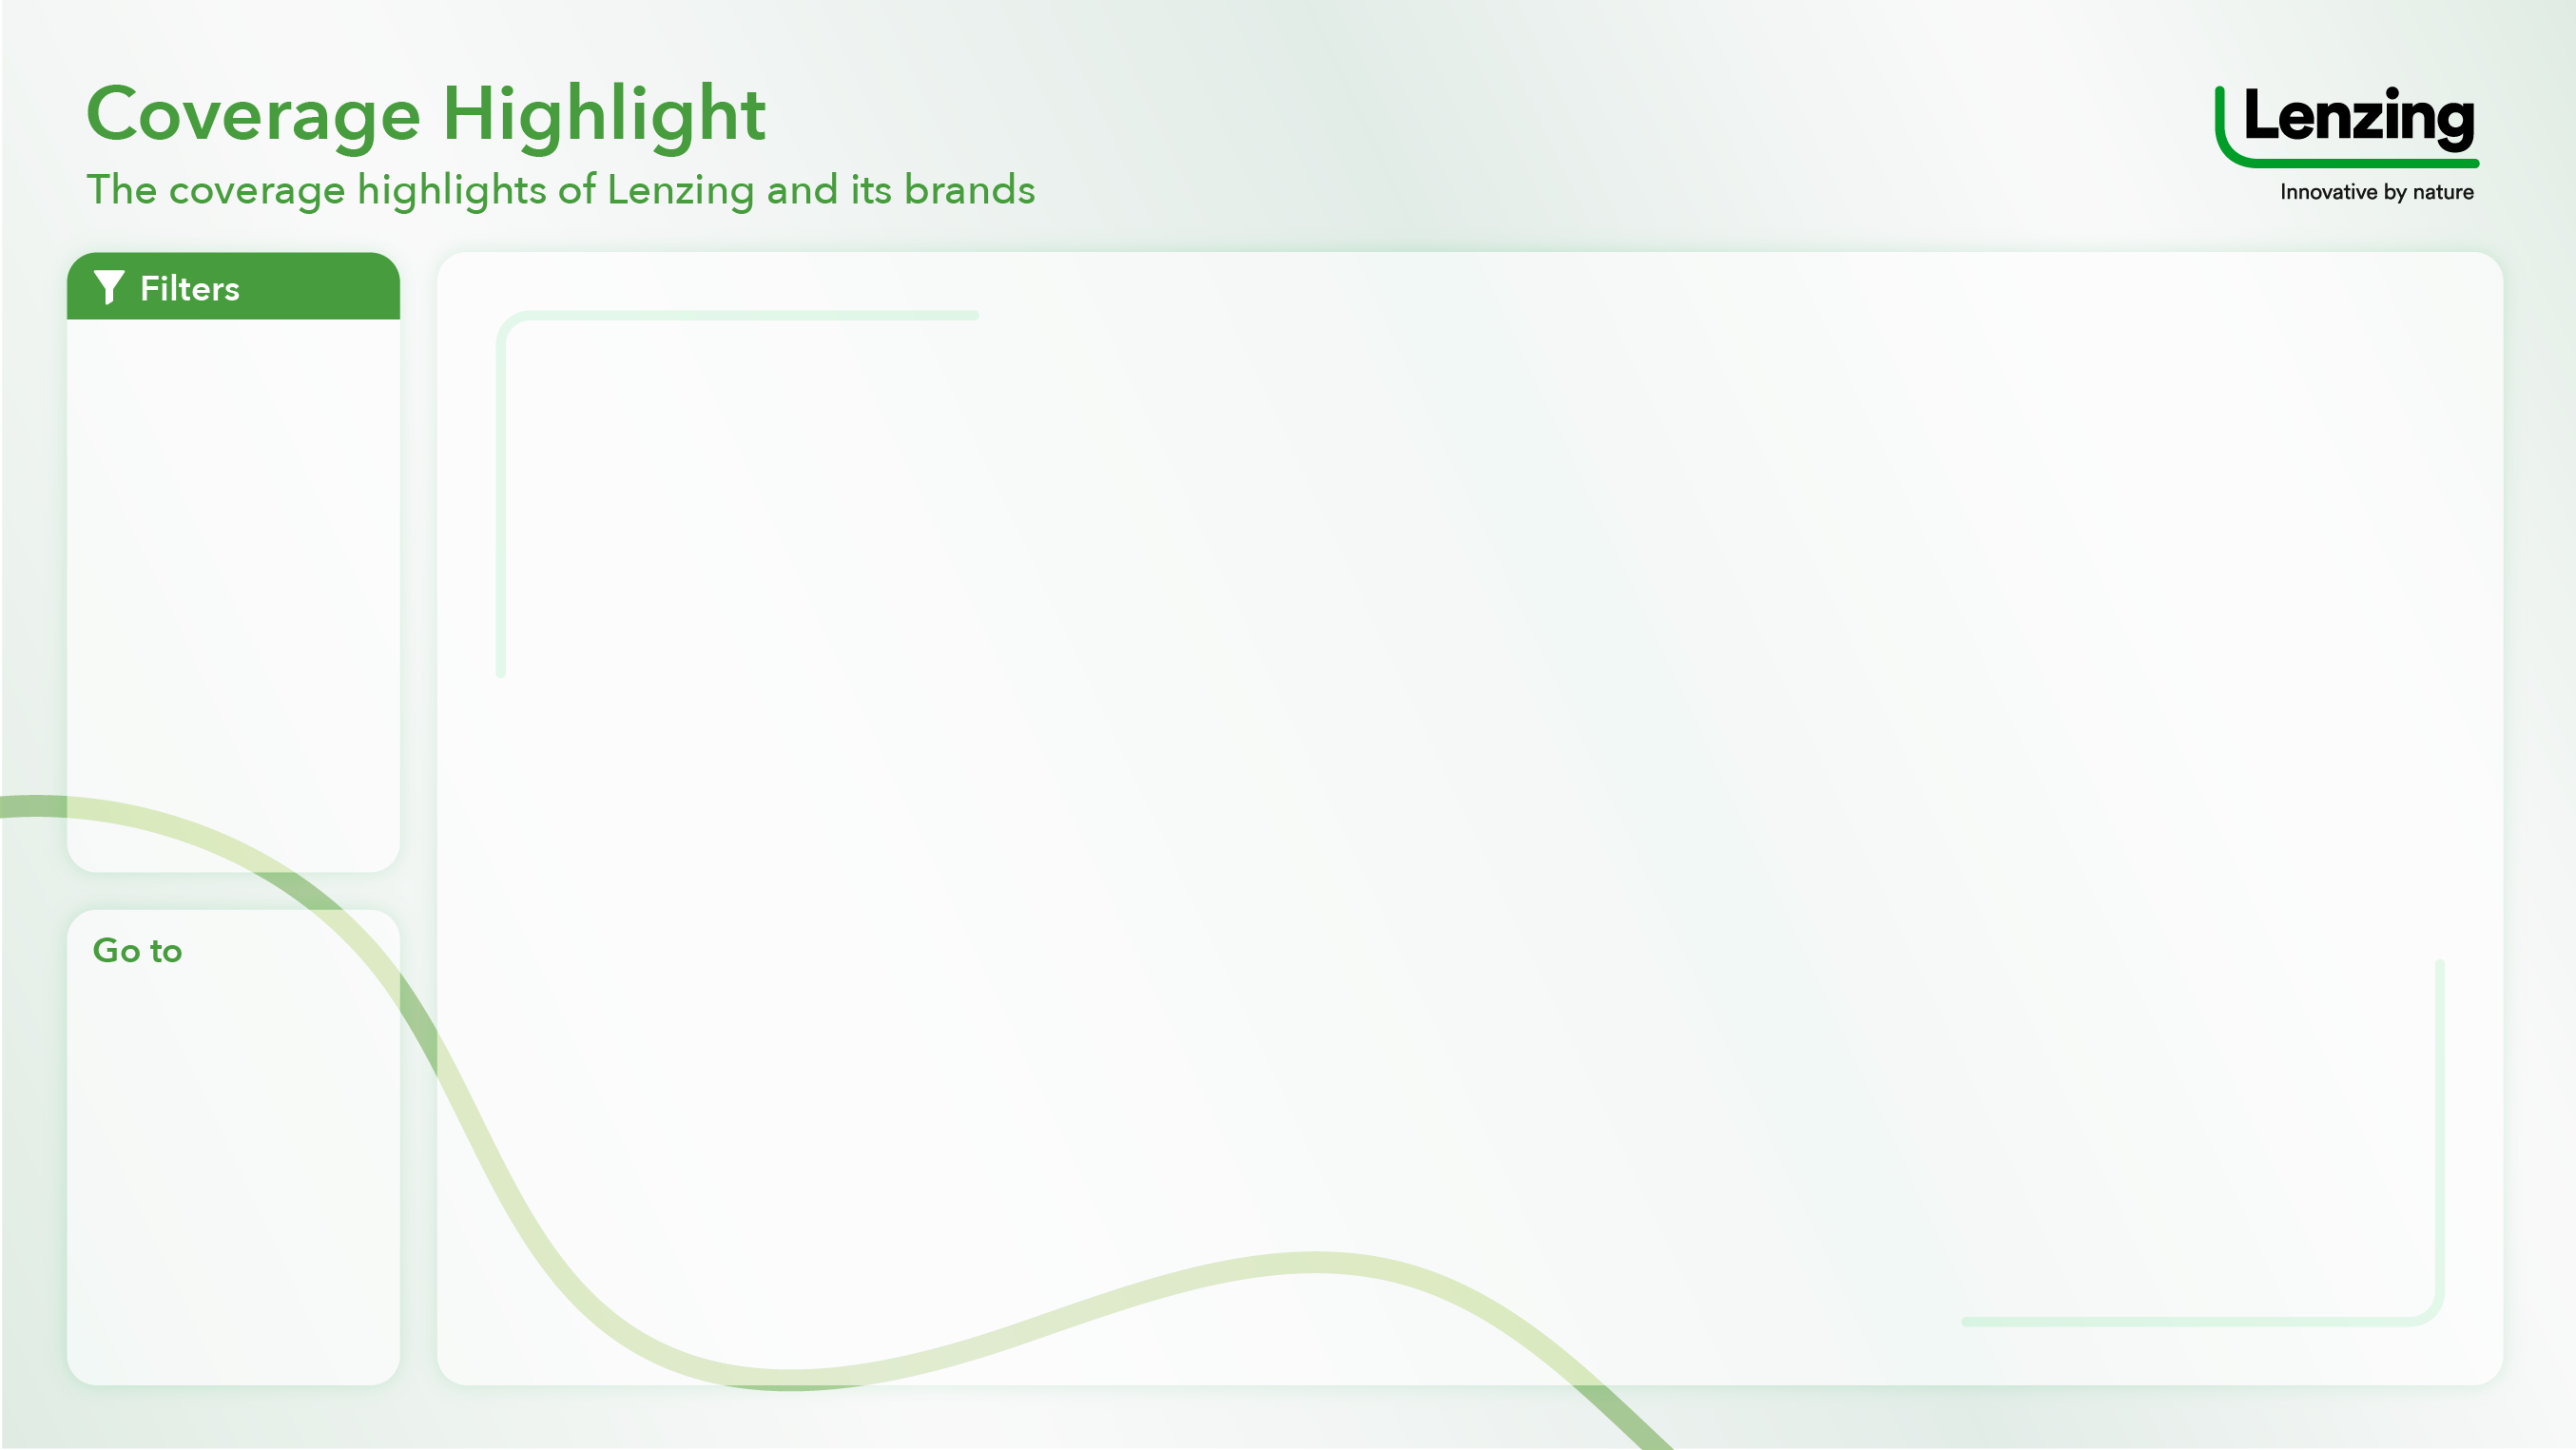 Coverage Highlight
The coverage highlights of Lenzing and its brands
Lenzing
Innovative by nature
Filters
Go to